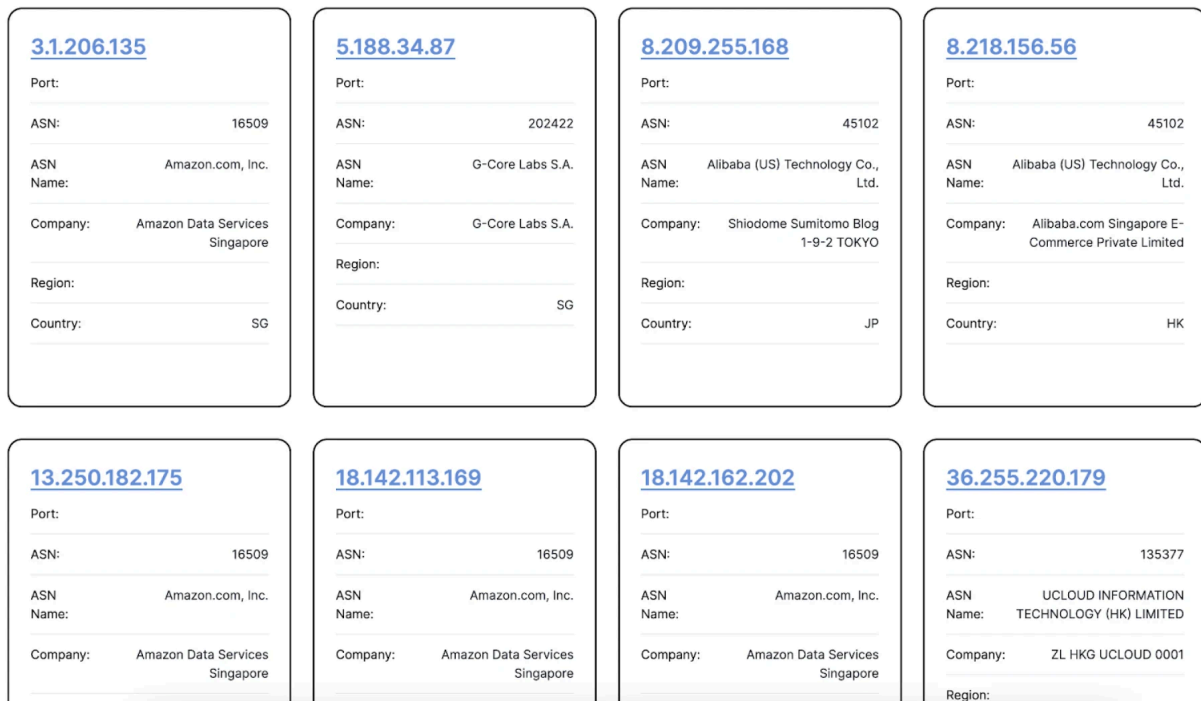 3.1.206.135
Port:
ASN: 16509
ASN Name: Amazon.com, Inc.
Company: Amazon Data Services
Singapore
Region:
Country: SG
5.188.34.87
Port:
ASN: 202422
ASN Name: G-Core Labs S.A.
Company: G-Core Labs S.A.
Region:
Country: SG
8.209.255.168
Port:
ASN: 45102
ASN Name: Alibaba (US) Technology Co.,
Ltd.
Company: Shiodome Sumitomo Blog
1-9-2 TOKYO
Region:
Country: JP
8.218.156.56
Port:
ASN: 45102
ASN Name: Alibaba (US) Technology Co.,
Ltd.
Company: Alibaba.com Singapore E-
Commerce Private Limited
Region:
Country: HK
13.250.182.175
Port:
ASN: 16509
ASN Name: Amazon.com, Inc.
Company: Amazon Data Services
Singapore
18.142.113.169
Port:
ASN: 16509
ASN Name: Amazon.com, Inc.
Company: Amazon Data Services
Singapore
18.142.162.202
Port:
ASN: 16509
ASN Name: Amazon.com, Inc.
Company: Amazon Data Services
Singapore
36.255.220.179
Port:
ASN: 135377
ASN Name: UCLOUD INFORMATION
TECHNOLOGY (HK) LIMITED
Company: ZL HKG UCLOUD 0001
Region: